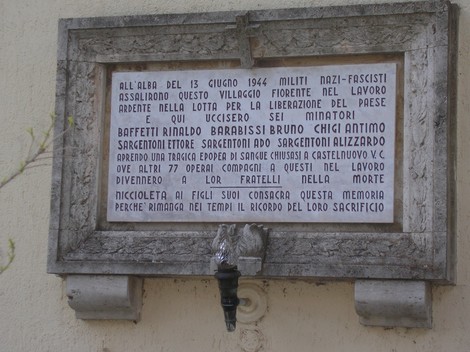 ALL'ALBA DEL 13 GIUGNO 1944 MILITI NAZI-FASCISTI
ASSALIRONO QUESTO VILLAGGIO FIORENTE NEL LAVORO
ARDENTE NELLA LOTTA PER LA LIBERAZIONE DEL PAESE
E QUI UCCISERO SEI MINATORI
BAFFETTI RINALDO BARABISSI BRUNO CHIGI ANTIMO
SARGENTONI ETTORE SARGENTONI ADO SARGENTONI ALIZZARDO
APRENDO UNA TRAGICA EPOPEA DI SANGUE CHIUSASI A CASTELNUOVO V. C.
OVE ALTRI 77 OPERAI COMPAGNI A QUESTI NEL LAVORO
DIVENNERO A LOR FRATELLI NELLA MORTE
NICCIOLETA AI FIGLI SUOI CONSACRA QUESTA MEMORIA
PERCHÈ RIMANGA NEI TEMPI IL RICORDO DEL LORO SACRIFICIO